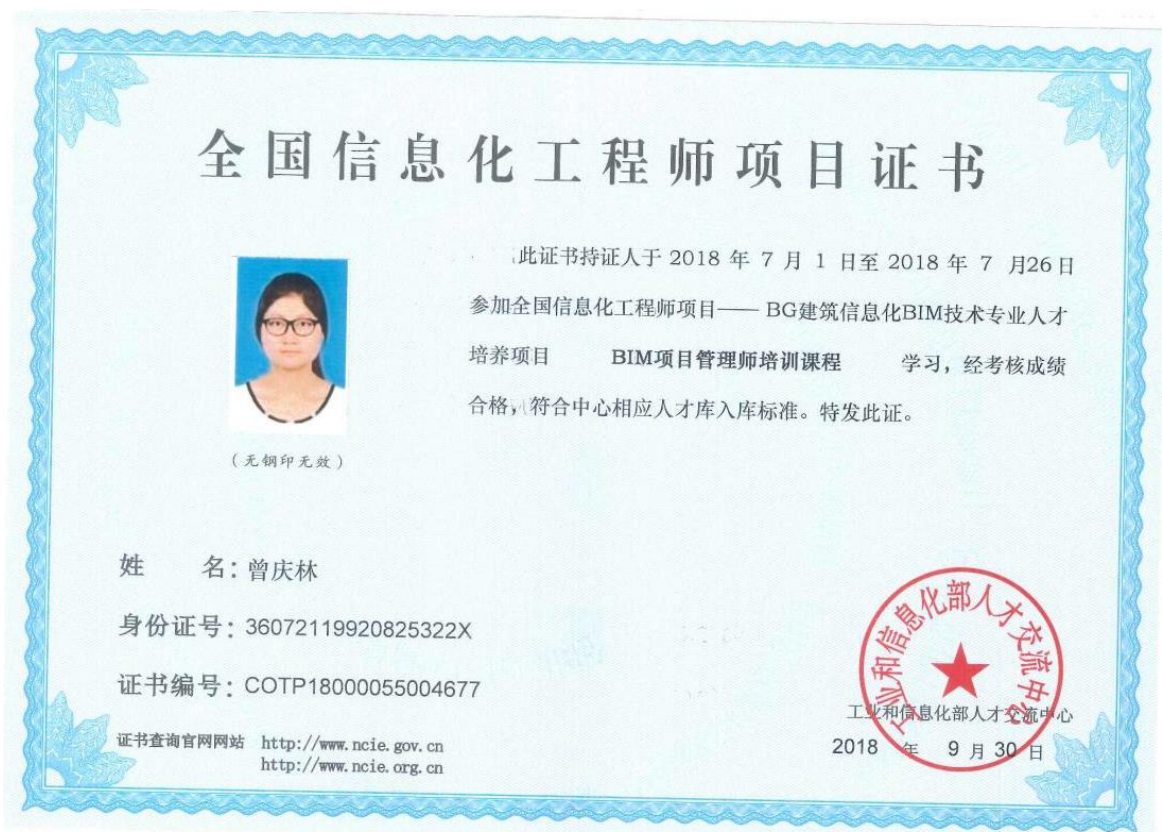 全国信息化工程师项目证书
此证书持证人于 2018 年 7 月 1 日至 2018 年 7 月26日
参加全国信息化工程师项目—— BG建筑信息化BIM技术专业人才
培养项目 BIM项目管理师培训课程 学习，经考核成绩
合格，符合中心相应人才库入库标准。特发此证。
（无钢印无效）
姓 名：曾庆林
身份证号：36072119920825322X
证书编号：COTP18000055004677
证书查询官网网站 http://www.ncie.gov.cn
http://www.ncie.org.cn
工业和信息化部人才交流中心
工业和信息化部人才交流中心
2018 年 9 月 30 日